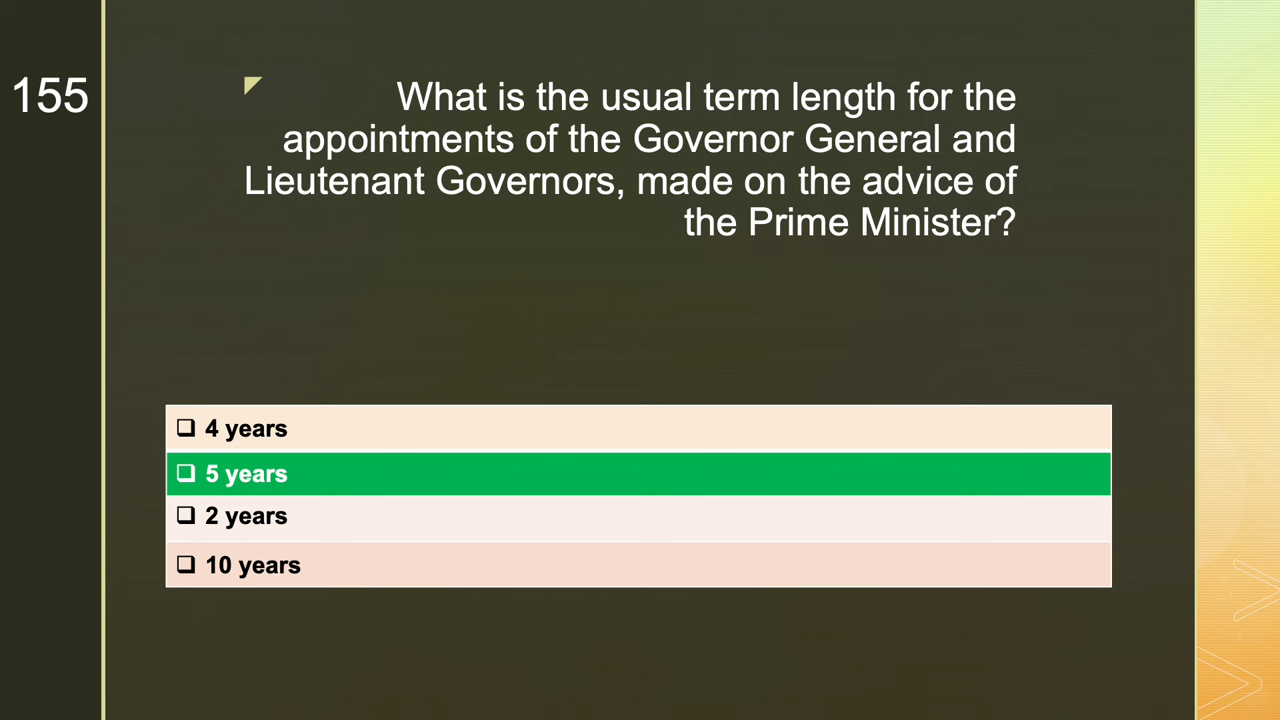 155
What is the usual term length for the
appointments of the Governor General and
Lieutenant Governors, made on the advice of
the Prime Minister?
❑ 4 years
❑ 5 years
❑ 2 years
❑ 10 years